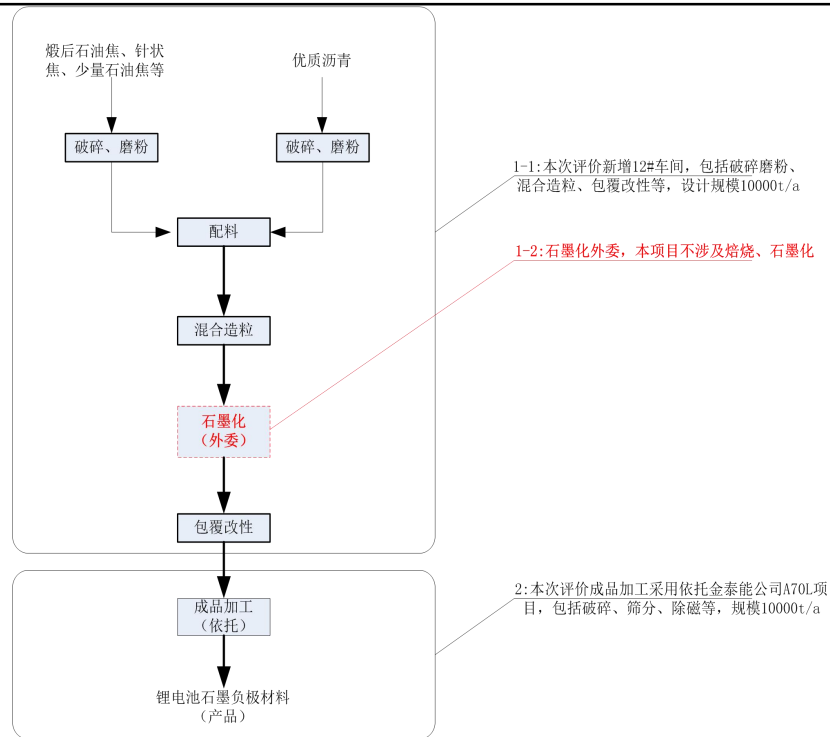 煅后石油焦、针状
焦、少量石油焦等
优质沥青
破碎、磨粉
破碎、磨粉
配料
混合造粒
石墨化
（外委）
包覆改性
成品加工
（依托）
锂电池石墨负极材料
（产品）
1-1:本次评价新增12#车间，包括破碎磨粉、
混合造粒、包覆改性等，设计规模10000t/a
1-2:石墨化外委，本项目不涉及焙烧、石墨化
2:本次评价成品加工采用依托金泰能公司A70L项
目，包括破碎、筛分、除磁等，规模10000t/a